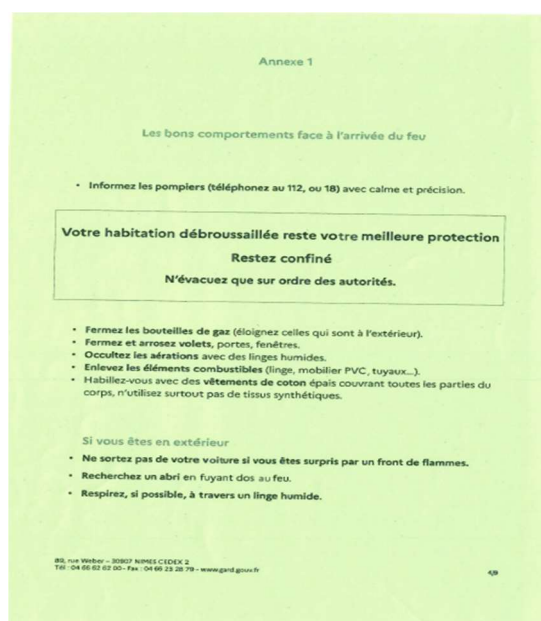 Annexe 1
Les bons comportements face à l'arrivée du feu
• Informez les pompiers (téléphonez au 112, ou 18) avec calme et précision.
Votre habitation débroussaillée reste votre meilleure protection
Restez confiné
N'évacuez que sur ordre des autorités.
• Fermez les bouteilles de gaz (éloignez celles qui sont à l'extérieur).
• Fermez et arrosez volets, portes, fenêtres.
• Occultez les aérations avec des linges humides.
• Enlevez les éléments combustibles (linge, mobilier PVC, tuyaux...).
• Habillez-vous avec des vêtements de coton épais couvrant toutes les parties du
corps, n'utilisez surtout pas de tissus synthétiques.
Si vous êtes en extérieur
• Ne sortez pas de votre voiture si vous êtes surpris par un front de flammes.
• Recherchez un abri en fuyant dos au feu.
• Respirez, si possible, à travers un linge humide.
89, rue Weber – 30907 NIMES CEDEX 2
Tél : 04 66 62 62 00 - Fax : 04 66 23 28 79 - www.gard.gouv.fr